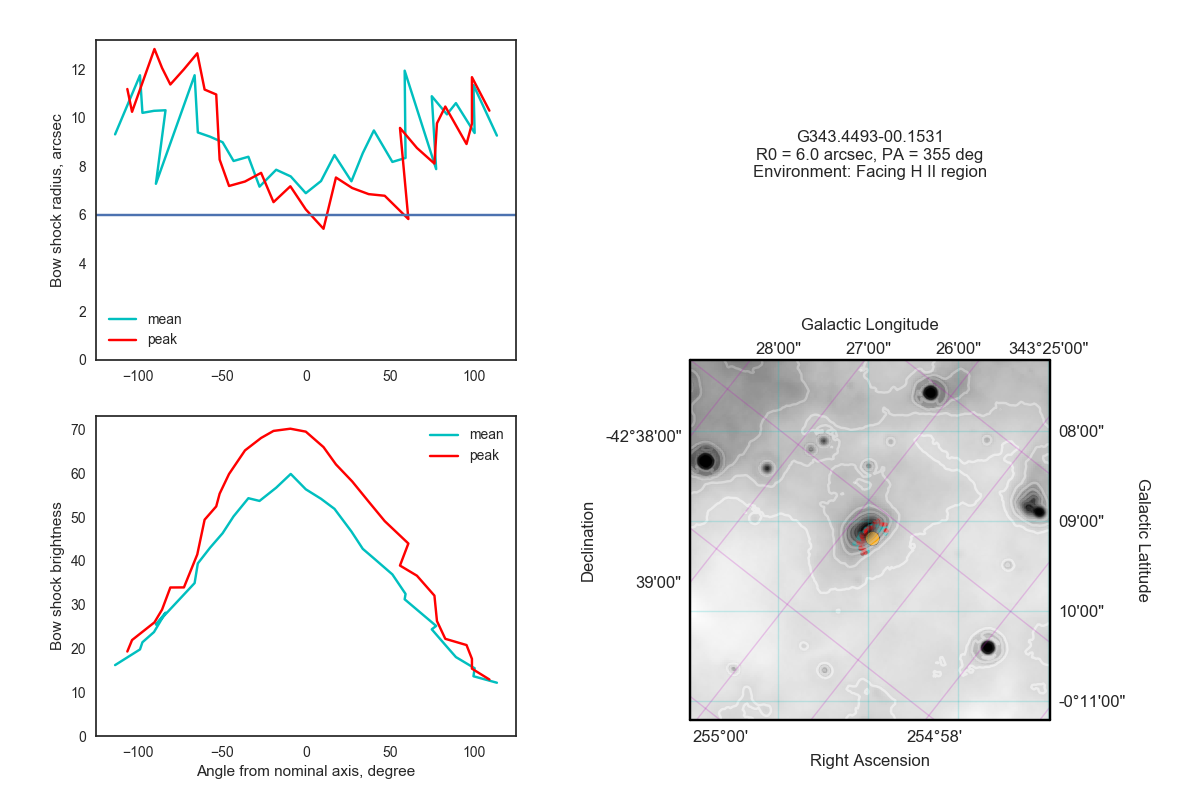 12
10
8
6
4
2
0
Bow shock radius, arcsec
mean
peak
−100
−50
0
50
100
G343.4493-00.1531
R0 = 6.0 arcsec, PA = 355 deg
Environment: Facing H II region
70
60
50
40
30
20
10
0
Bow shock brightness
mean
peak
−100
−50
0
50
100
Angle from nominal axis, degree
Galactic Longitude
28'00"
27'00"
26'00"
343°25'00"
-42°38'00"
39'00"
Declination
08'00"
09'00"
10'00"
-0°11'00"
Galactic Latitude
255°00'
254°58'
Right Ascension